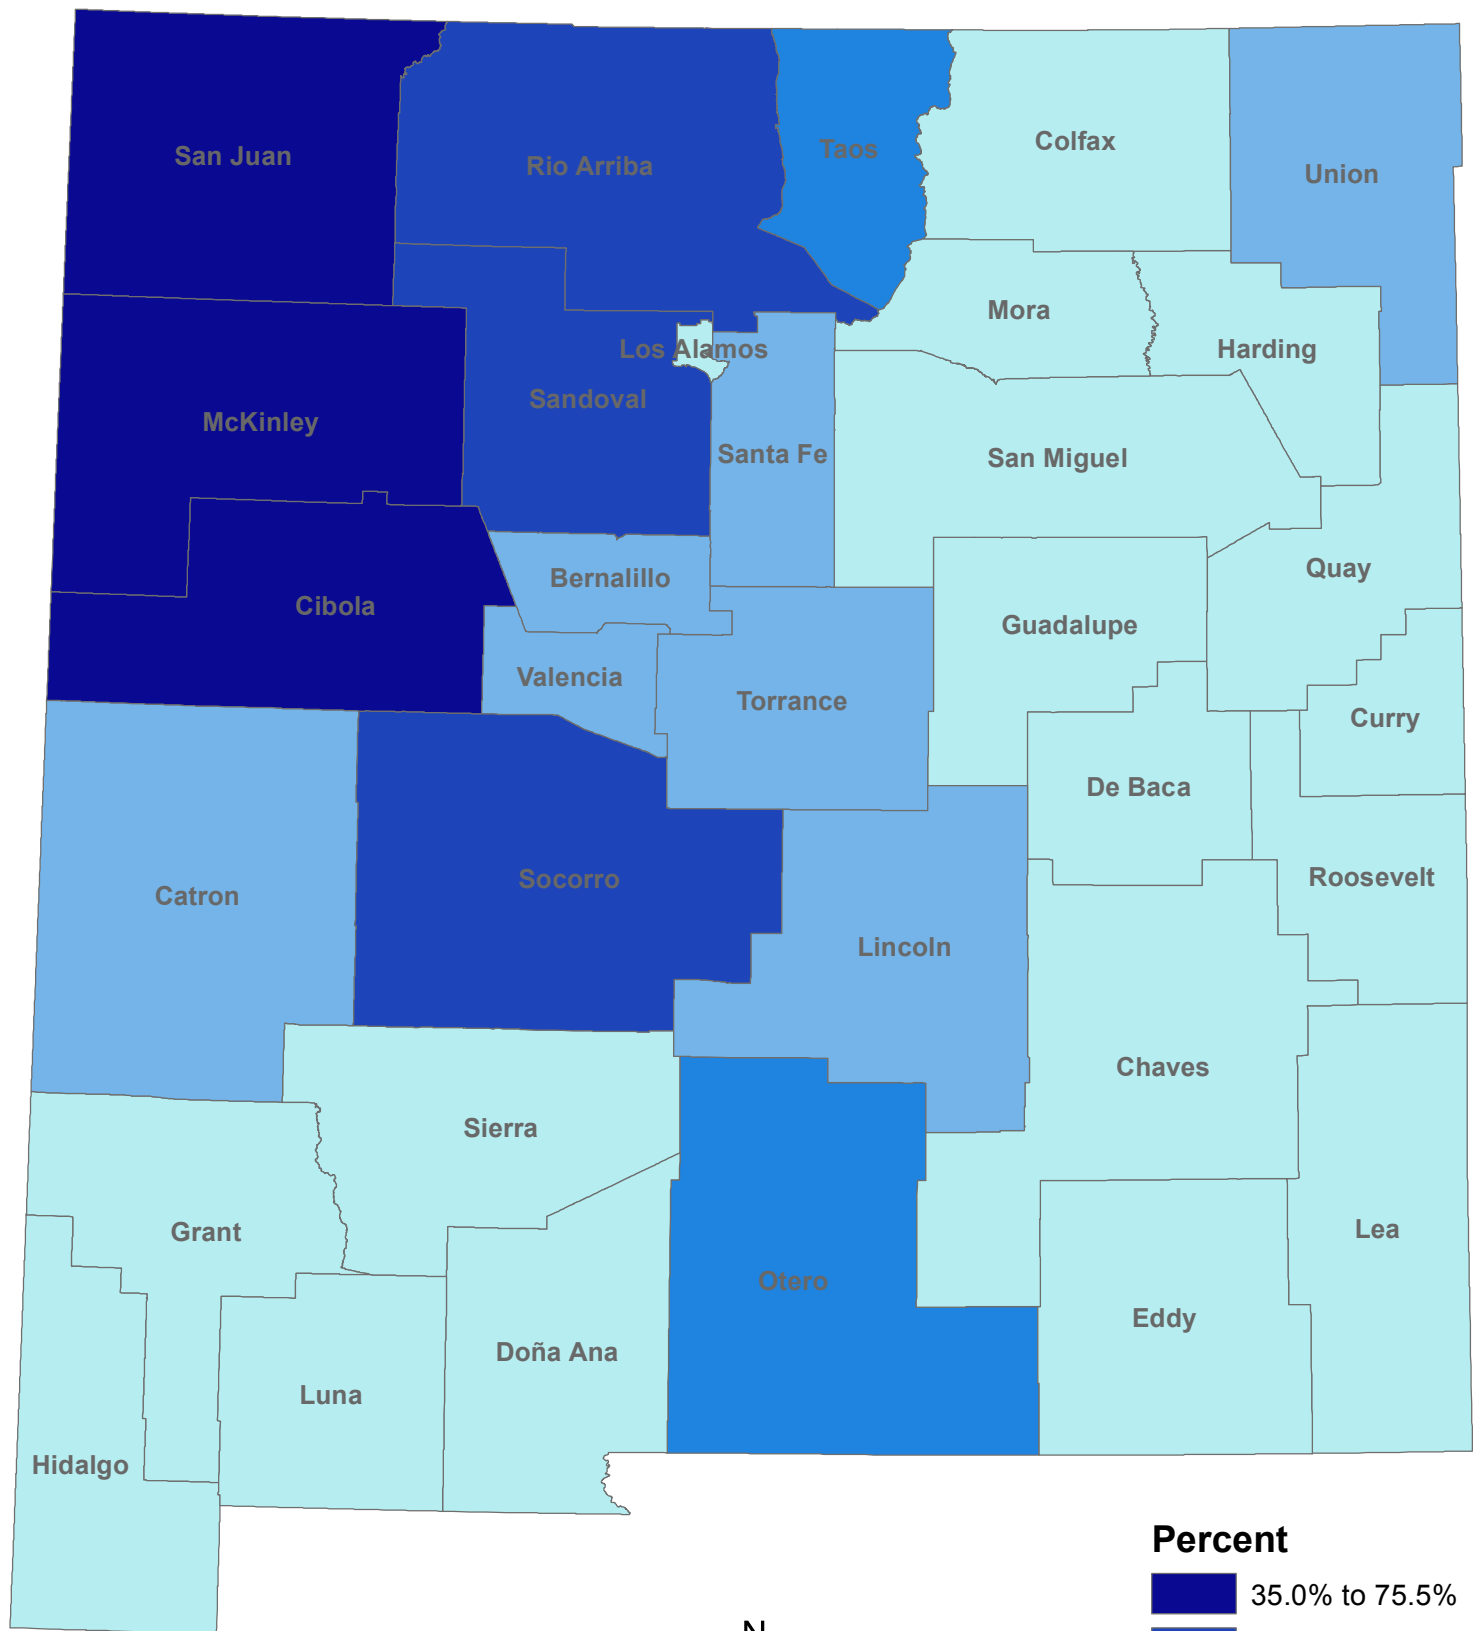 San Juan
Rio Arriba
Taos
Colfax
Union
Mora
Harding
Los Alamos
Sandoval
McKinley
Santa Fe
San Miguel
Quay
Bernalillo
Cibola
Guadalupe
Valencia
Torrance
Curry
De Baca
Roosevelt
Socorro
Catron
Lincoln
Chaves
Sierra
Grant
Lea
Otero
Eddy
Doña Ana
Luna
Hidalgo
Percent
35.0% to 75.5%
N